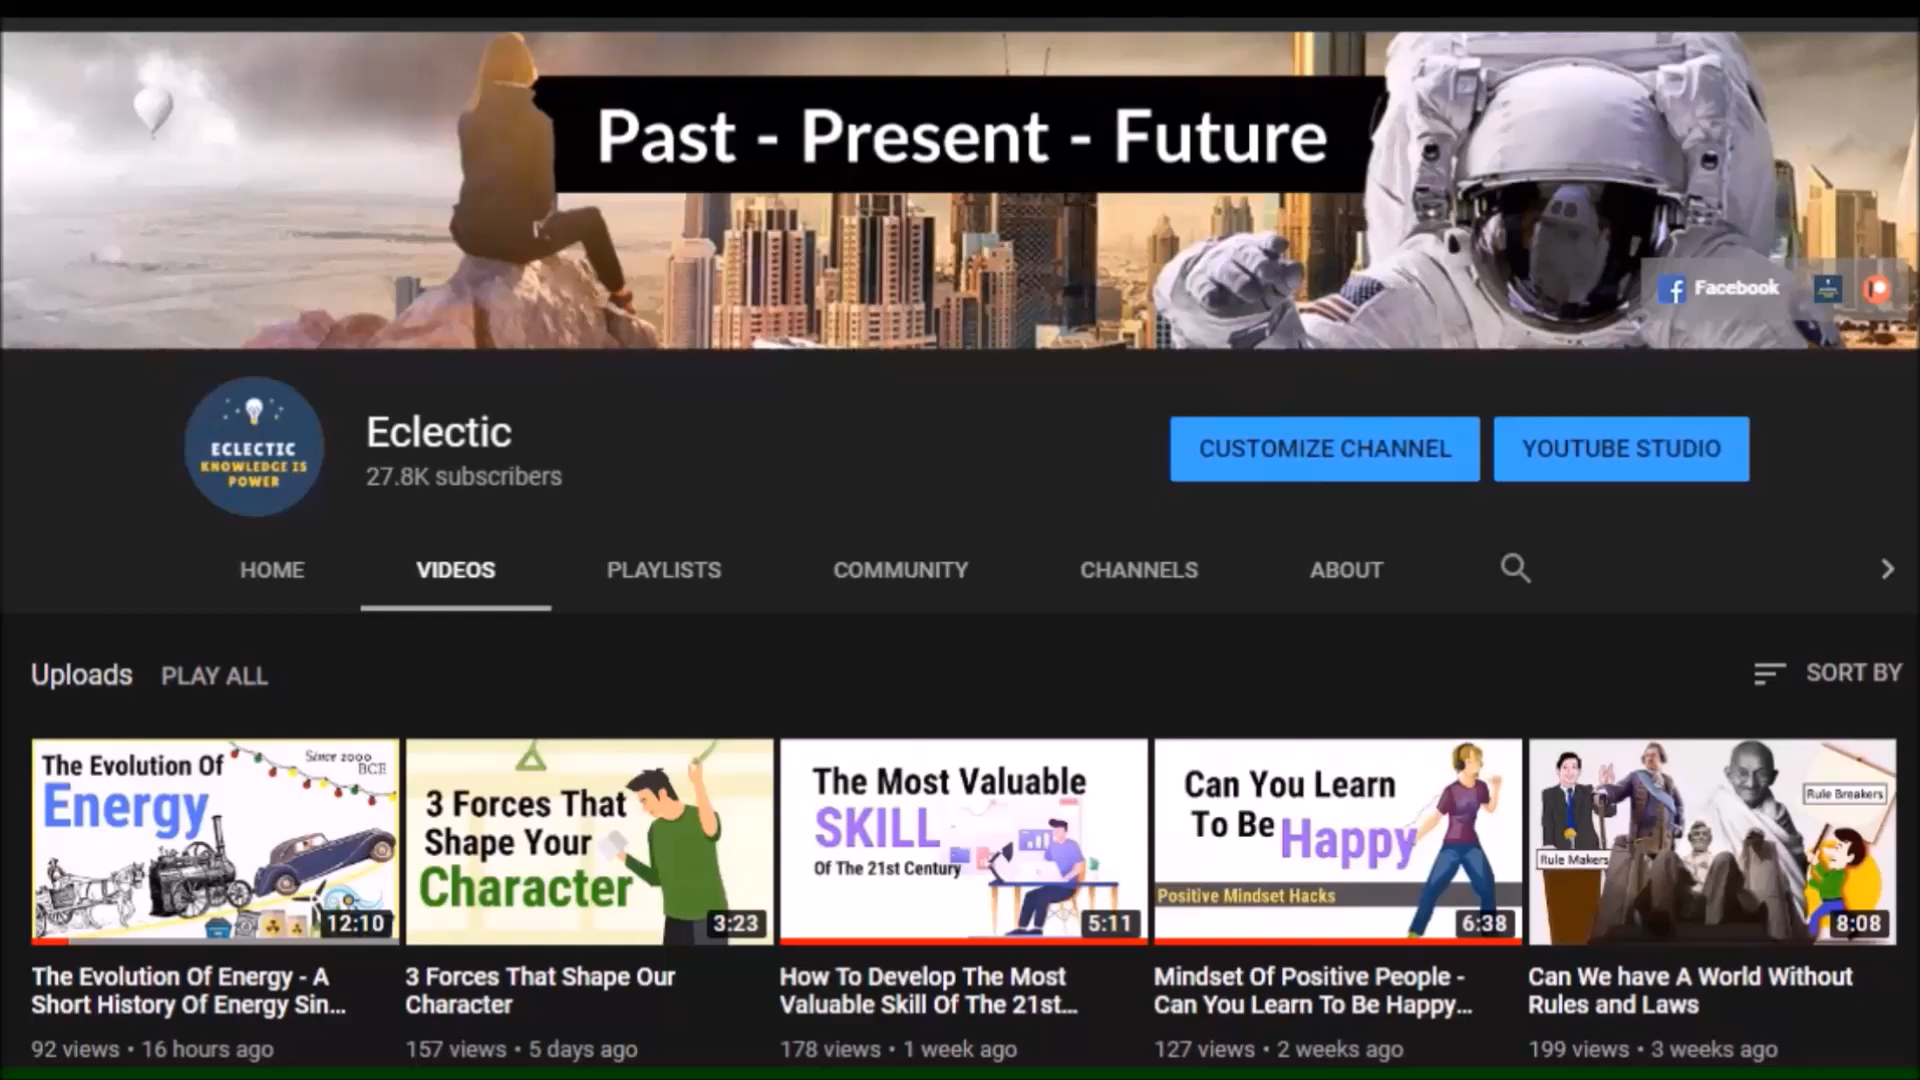 Past - Present - Future
Facebook
ECLECTIC
KNOWLEDGE IS
POWER
Eclectic
27.8K subscribers
CUSTOMIZE CHANNEL
YOUTUBE STUDIO
HOME
VIDEOS
PLAYLISTS
COMMUNITY
CHANNELS
ABOUT
Uploads
PLAY ALL
SORT BY
The Evolution Of
Energy
Since 2000
BCE
12:10
3 Forces That
Shape Your
Character
3:23
The Most Valuable
SKILL
Of The 21st Century
5:11
Can You Learn
To Be Happy
Positive Mindset Hacks
6:38
Rule Makers
Rule Breakers
8:08
The Evolution Of Energy - A
Short History Of Energy Sin...
92 views • 16 hours ago
3 Forces That Shape Our
Character
157 views • 5 days ago
How To Develop The Most
Valuable Skill Of The 21st...
178 views • 1 week ago
Mindset Of Positive People -
Can You Learn To Be Happy...
127 views • 2 weeks ago
Can We have A World Without
Rules and Laws
199 views • 3 weeks ago